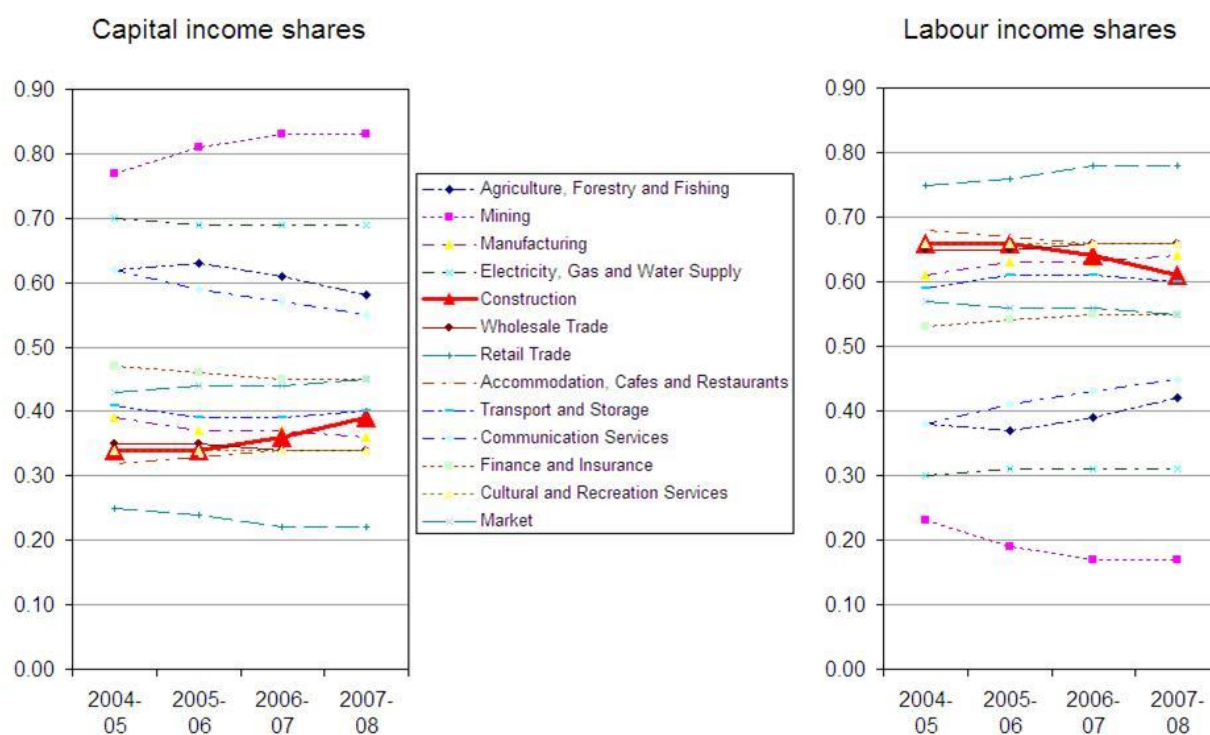 Capital income shares
Labour income shares
0.90
0.80
0.70
0.60
0.50
0.40
0.30
0.20
0.10
0.00
2004-
05
2005-
06
2006-
07
2007-
08
Agriculture, Forestry and Fishing
Mining
Manufacturing
Electricity, Gas and Water Supply
Construction
Wholesale Trade
Retail Trade
Accommodation, Cafes and Restaurants
Transport and Storage
Communication Services
Finance and Insurance
Cultural and Recreation Services
Market
0.90
0.80
0.70
0.60
0.50
0.40
0.30
0.20
0.10
0.00
2004-
05
2005-
06
2006-
07
2007-
08